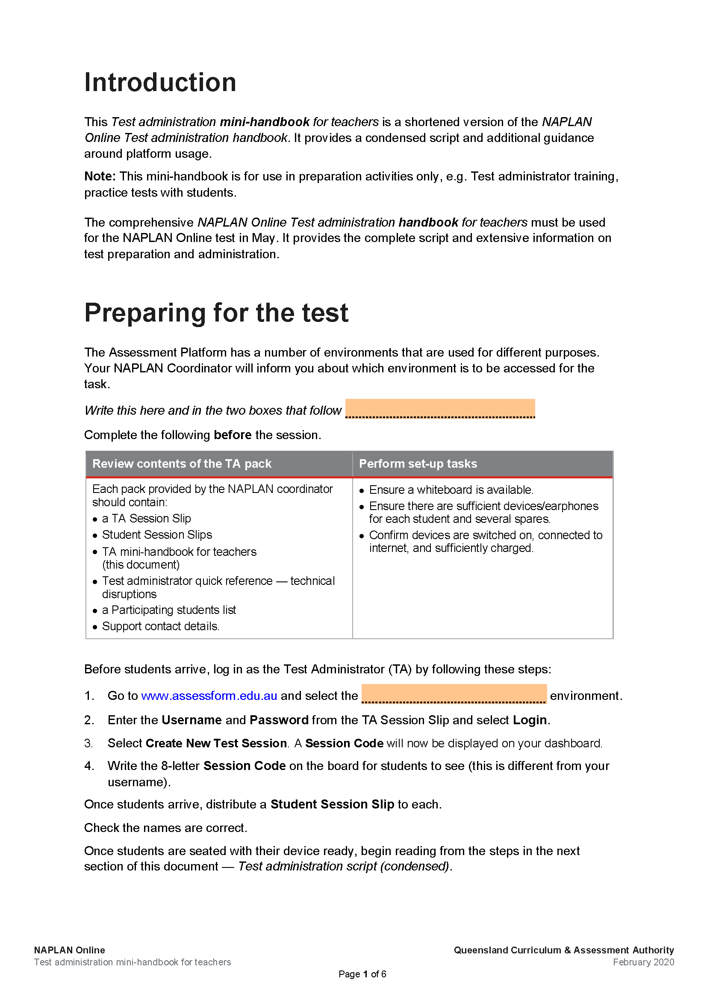 Introduction
This Test administration mini-handbook for teachers is a shortened version of the NAPLAN
Online Test administration handbook. It provides a condensed script and additional guidance
around platform usage.
Note: This mini-handbook is for use in preparation activities only, e.g. Test administrator training,
practice tests with students.
The comprehensive NAPLAN Online Test administration handbook for teachers must be used
for the NAPLAN Online test in May. It provides the complete script and extensive information on
test preparation and administration.
Preparing for the test
The Assessment Platform has a number of environments that are used for different purposes.
Your NAPLAN Coordinator will inform you about which environment is to be accessed for the
task.
Write this here and in the two boxes that follow
Complete the following before the session.
Review contents of the TA pack
Each pack provided by the NAPLAN coordinator
should contain:
• a TA Session Slip
• Student Session Slips
• TA mini-handbook for teachers
(this document)
• Test administrator quick reference — technical
disruptions
• a Participating students list
• Support contact details.
Perform set-up tasks
• Ensure a whiteboard is available.
• Ensure there are sufficient devices/earphones
for each student and several spares.
• Confirm devices are switched on, connected to
internet, and sufficiently charged.
Before students arrive, log in as the Test Administrator (TA) by following these steps:
1. Go to www.assessform.edu.au and select the environment.
2. Enter the Username and Password from the TA Session Slip and select Login.
3. Select Create New Test Session. A Session Code will now be displayed on your dashboard.
4. Write the 8-letter Session Code on the board for students to see (this is different from your
username).
Once students arrive, distribute a Student Session Slip to each.
Check the names are correct.
Once students are seated with their device ready, begin reading from the steps in the next
section of this document — Test administration script (condensed).
NAPLAN Online
Test administration mini-handbook for teachers
Queensland Curriculum & Assessment Authority
February 2020
Page 1 of 6